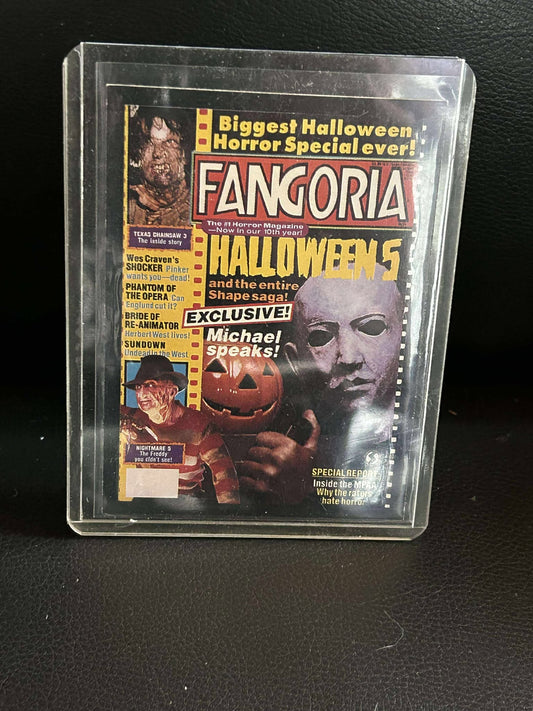 Biggest Halloween
Horror Special ever!
FANGORIA
The #1 Horror Magazine
—Now in our 10th year!
TEXAS CHAINSAW 3
The inside story
HALLOWEEN 5
and the entire
Shape saga!
EXCLUSIVE!
Michael
speaks!
Wes Craven's
SHOCKER Pinker
wants you—dead!
PHANTOM OF
THE OPERA Can
Englund cut it?
BRIDE OF
RE-ANIMATOR
Herbert West lives!
SUNDOWN
Undead in the West
NIGHTMARE 5
The Freddy
you didn't see!
SPECIAL REPORT
Inside the MPAA
Why the raters
hate horror